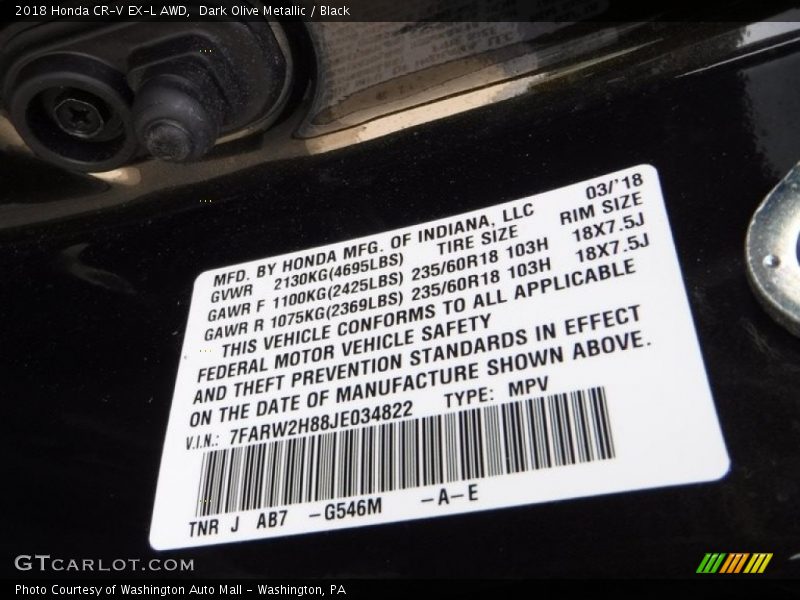 2018 Honda CR-V EX-L AWD,  Dark Olive Metallic / Black
MFD. BY HONDA MFG. OF INDIANA, LLC 03/'18
GVWR 2130KG(4695LBS) TIRE SIZE RIM SIZE
GAWR F 1100KG(2425LBS) 235/60R18 103H 18X7.5J
GAWR R 1075KG(2369LBS) 235/60R18 103H 18X7.5J
THIS VEHICLE CONFORMS TO ALL APPLICABLE
FEDERAL MOTOR VEHICLE SAFETY
AND THEFT PREVENTION STANDARDS IN EFFECT
ON THE DATE OF MANUFACTURE SHOWN ABOVE.
V.I.N.: 7FARW2H88JE034822 TYPE: MPV
TNR J AB7 -G546M -A-E
GTCARLOT.COM
Photo Courtesy of Washington Auto Mall - Washington, PA